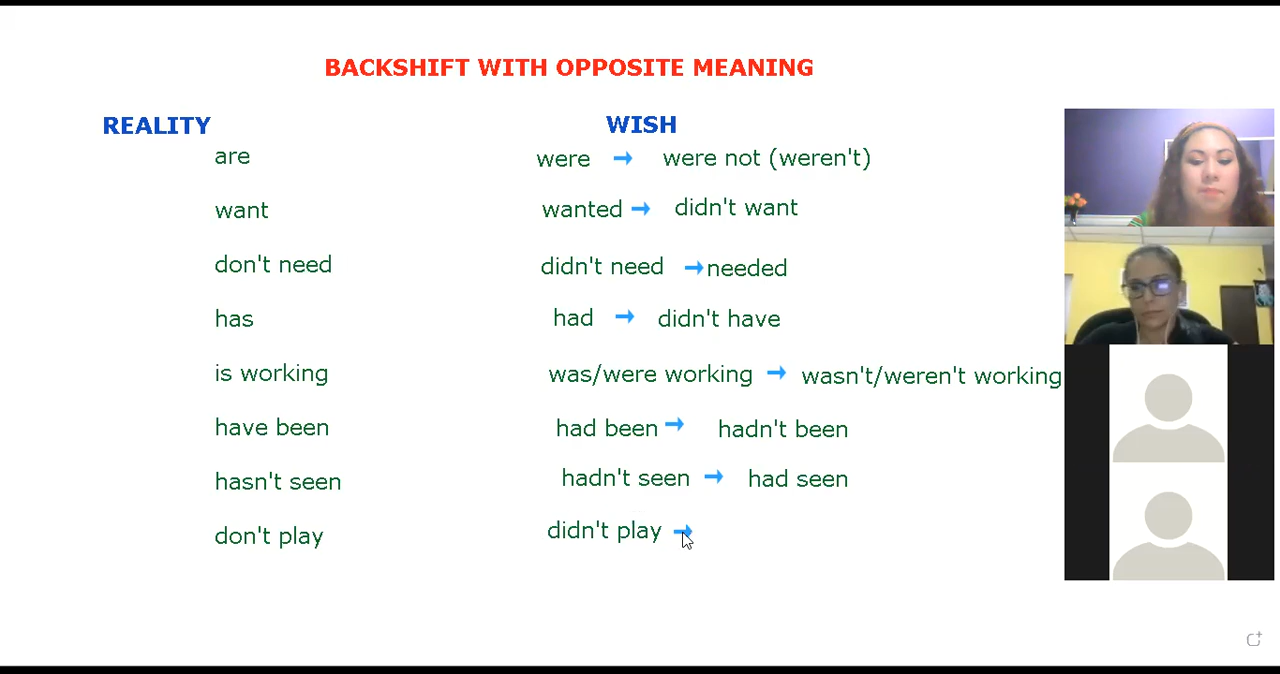 BACKSHIFT WITH OPPOSITE MEANING
REALITY WISH
are were → were not (weren't)
want wanted → didn't want
don't need didn't need → needed
has had → didn't have
is working was/were working → wasn't/weren't working
have been had been → hadn't been
hasn't seen hadn't seen → had seen
don't play didn't play →